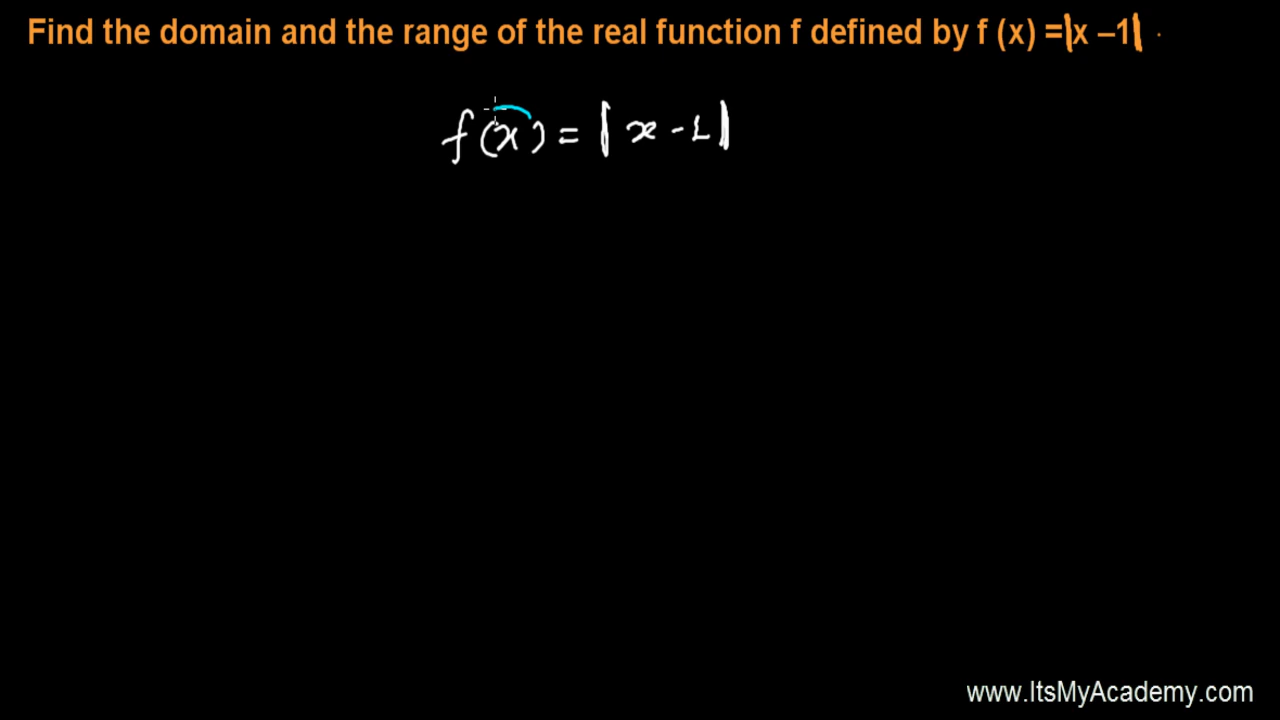 Find the domain and the range of the real function f defined by f (x) =|x –1| .
f(x) = |x - 1|
www.ItsMyAcademy.com